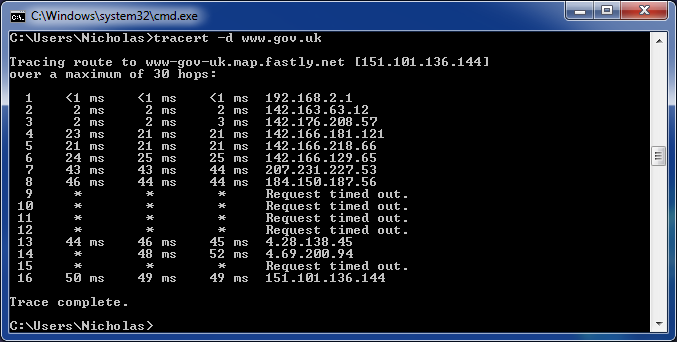 C:\Windows\system32\cmd.exe
C:\Users\Nicholas>tracert -d www.gov.uk
Tracing route to www-gov-uk.map.fastly.net [151.101.136.144]
over a maximum of 30 hops:
1 <1 ms <1 ms <1 ms 192.168.2.1
2 2 ms 2 ms 2 ms 142.163.63.12
3 2 ms 2 ms 3 ms 142.176.208.57
4 23 ms 21 ms 21 ms 142.166.181.121
5 21 ms 21 ms 21 ms 142.166.218.66
6 24 ms 25 ms 25 ms 142.166.129.65
7 43 ms 43 ms 44 ms 207.231.227.53
8 46 ms 44 ms 44 ms 184.150.187.56
9 * * * Request timed out.
10 * * * Request timed out.
11 * * * Request timed out.
12 * * * Request timed out.
13 44 ms 46 ms 45 ms 4.28.138.45
14 * 48 ms 52 ms 4.69.200.94
15 * * * Request timed out.
16 50 ms 49 ms 49 ms 151.101.136.144
Trace complete.
C:\Users\Nicholas>